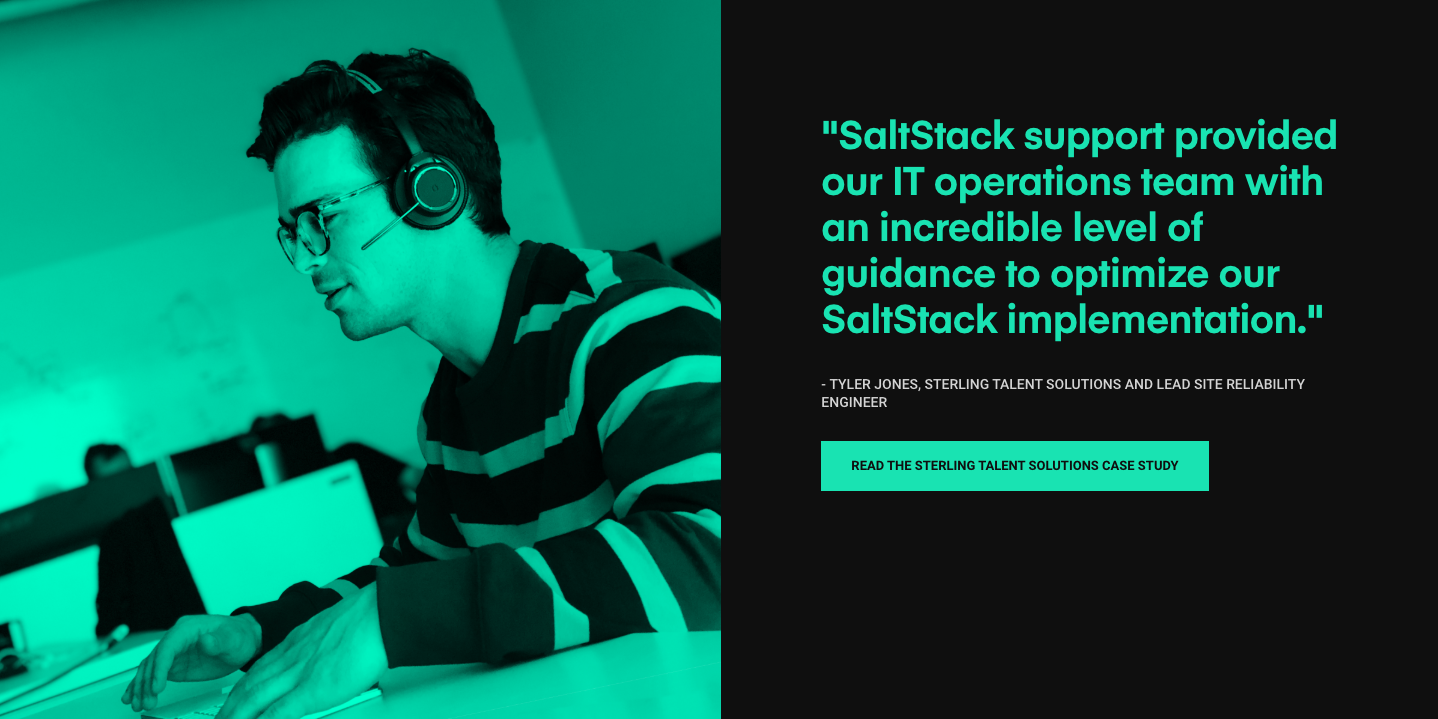 "SaltStack support provided
our IT operations team with
an incredible level of
guidance to optimize our
SaltStack implementation."
- TYLER JONES, STERLING TALENT SOLUTIONS AND LEAD SITE RELIABILITY
ENGINEER
READ THE STERLING TALENT SOLUTIONS CASE STUDY